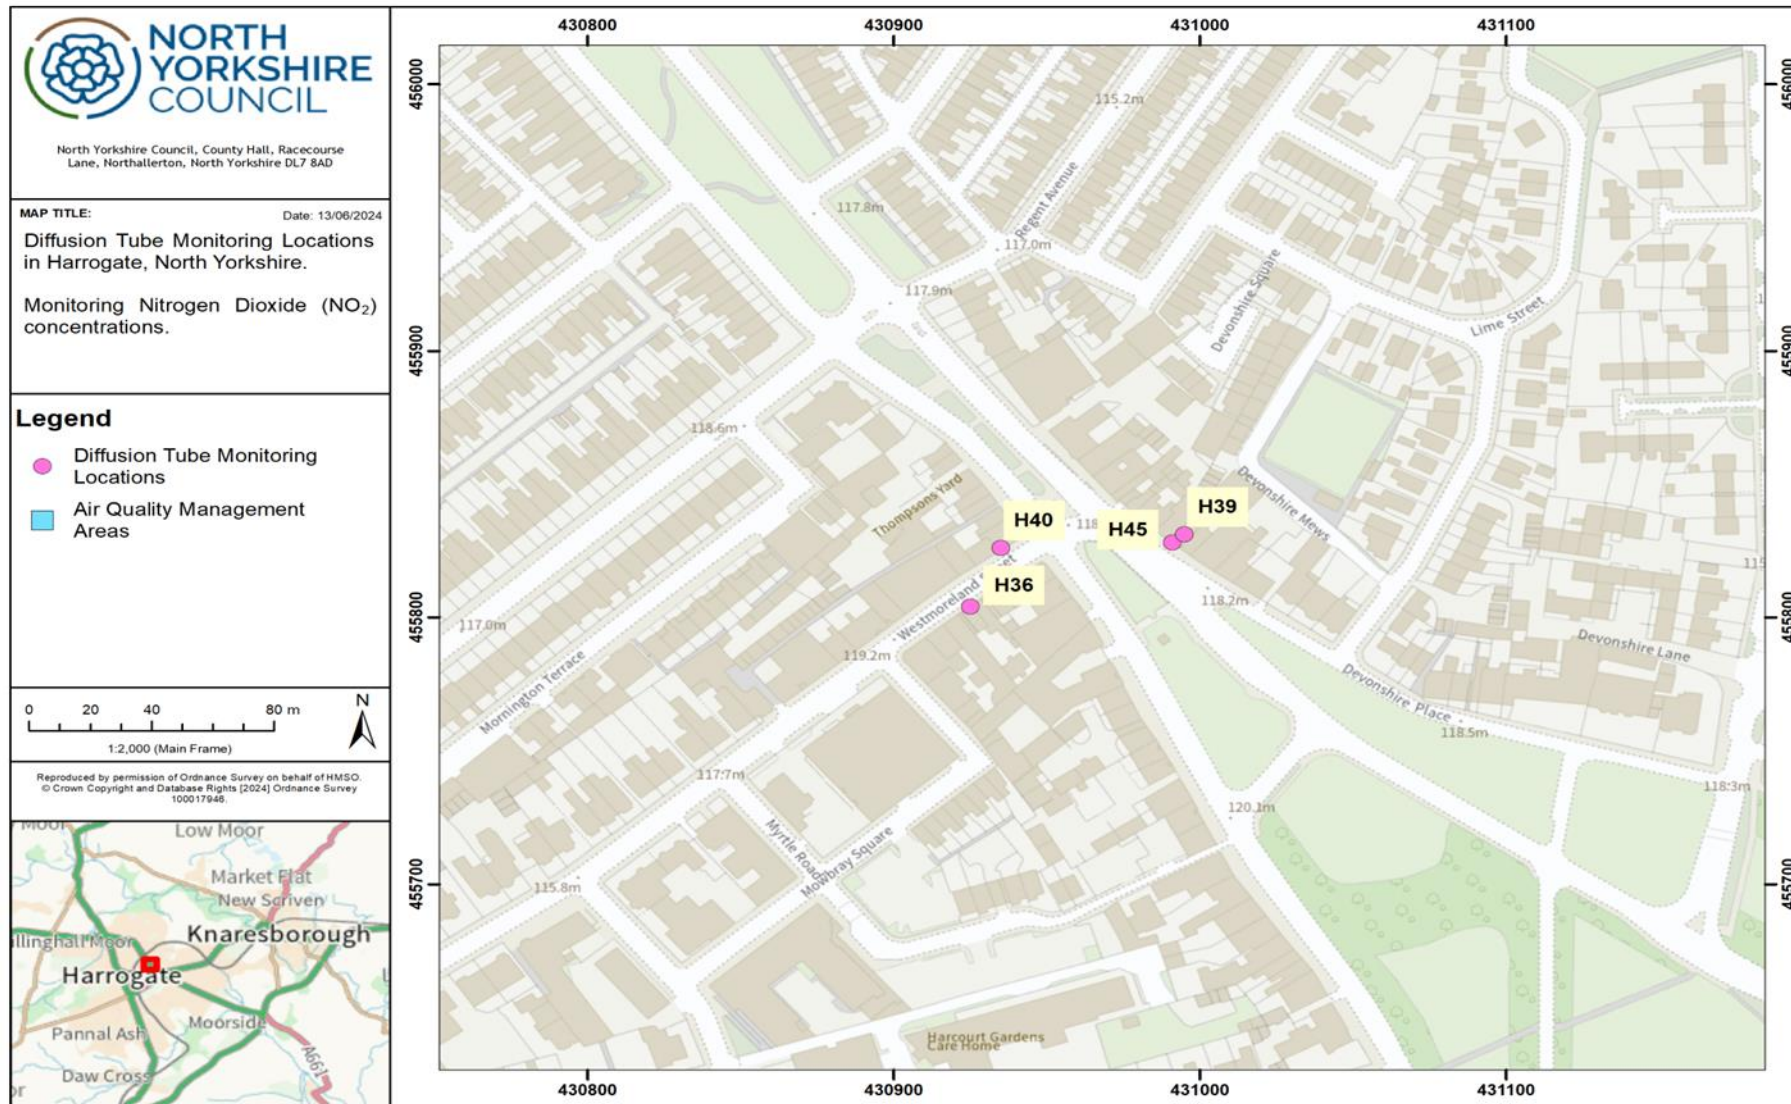 NORTH
YORKSHIRE
COUNCIL
North Yorkshire Council, County Hall, Racecourse
Lane, Northallerton, North Yorkshire DL7 8AD
MAP TITLE:
Date: 13/06/2024
Diffusion Tube Monitoring Locations
in Harrogate, North Yorkshire.
Monitoring Nitrogen Dioxide (NO₂)
concentrations.
Legend
Diffusion Tube Monitoring
Locations
Air Quality Management
Areas
0 20 40 80 m
N
1:2,000 (Main Frame)
Reproduced by permission of Ordnance Survey on behalf of HMSO.
© Crown Copyright and Database Rights [2024] Ordnance Survey
100017946.
Low Moor
Market Flat
New Scriven
Knaresborough
Harrogate
Moorside
Pannal Ash
Daw Cross
A661
430800 430900 431000 431100
456000
456000
115.2m
Regent Avenue
117.8m
117.0m
Devonshire Square
117.9m
Lime Street
455900
455900
118.6m
Thompsons Yard
Devonshire Mews
H40
H45
H39
H36
Westmoreland Street
118.2m
455800
455800
117.0m
119.2m
Devonshire Lane
Mornington Terrace
Devonshire Place
118.5m
117.7m
118.3m
120.1m
Myrtle Road
Mowbray Square
115.8m
455700
455700
Harcourt Gardens
Care Home
430800 430900 431000 431100